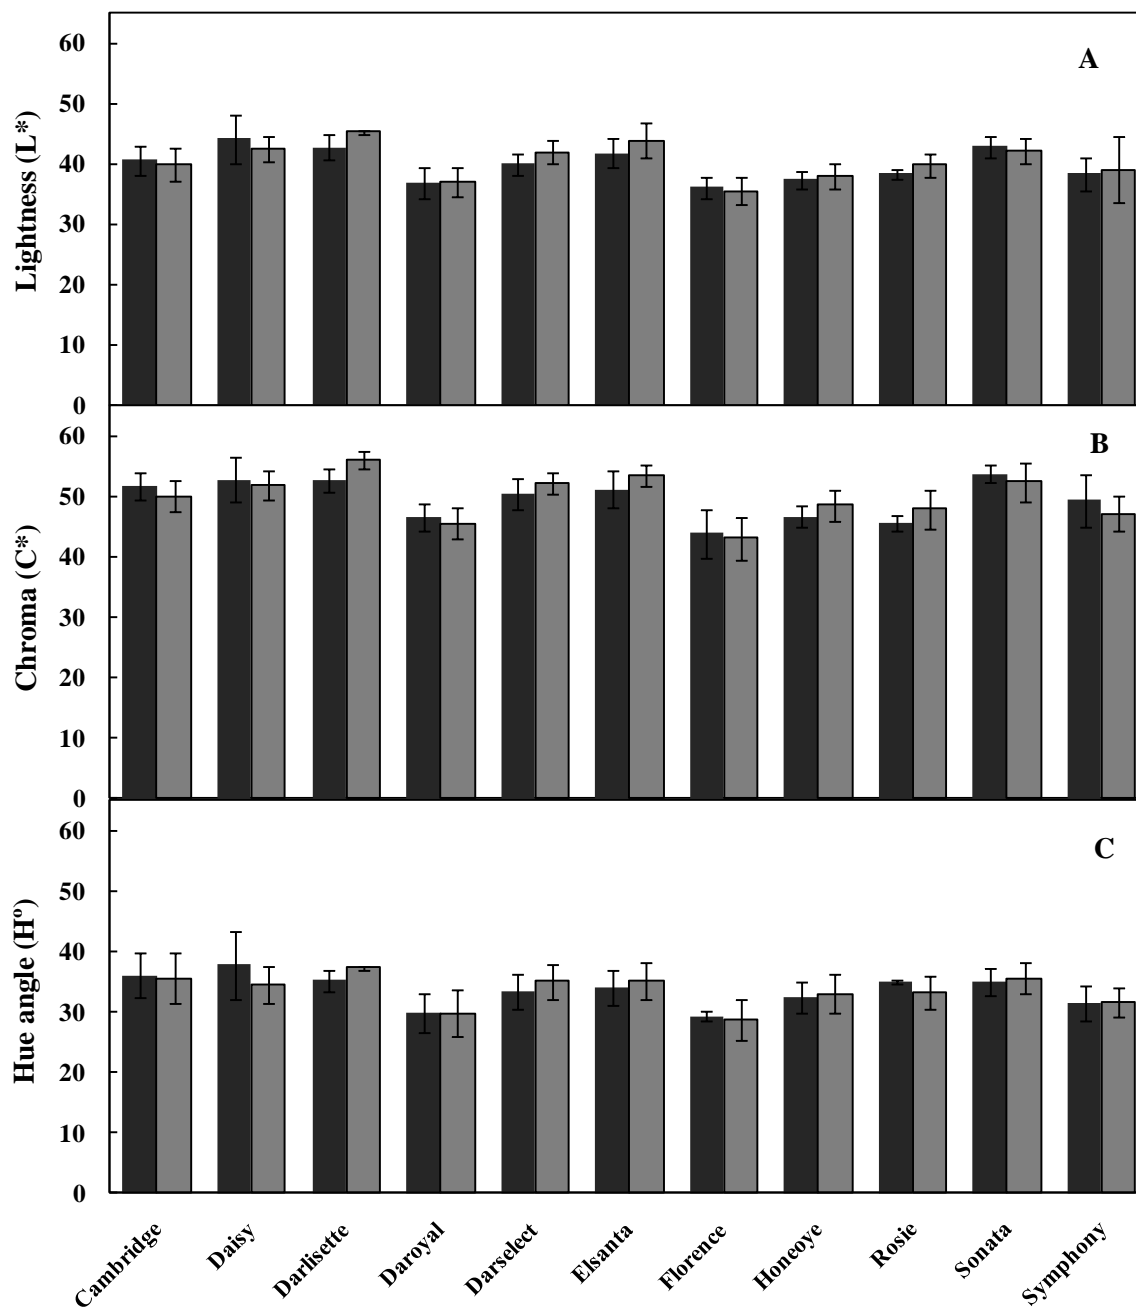 A
Lightness (L*)
60
50
40
30
20
10
0
B
Chroma (C*)
60
50
40
30
20
10
0
C
Hue angle (Hº)
60
50
40
30
20
10
0
Cambridge
Daisy
Darlisette
Daroyal
Darselect
Elsanta
Florence
Honeoye
Rosie
Sonata
Symphony